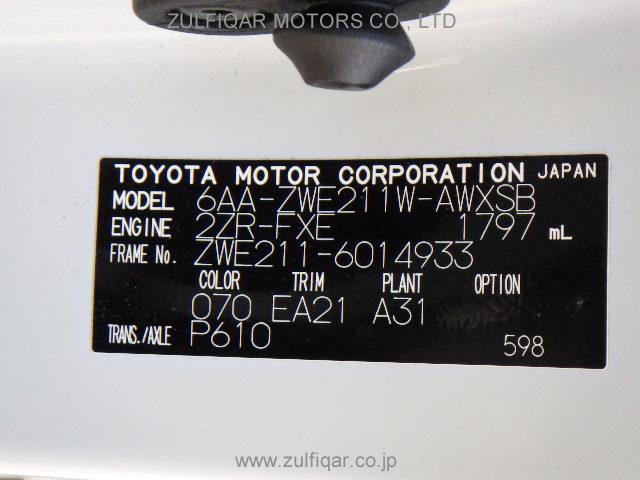 ZULFIQAR MOTORS CO., LTD
TOYOTA MOTOR CORPORATION JAPAN
MODEL 6AA-ZWE211W-AWXSB
ENGINE 2ZR-FXE 1797 mL
FRAME No. ZWE211-6014933
COLOR TRIM PLANT OPTION
070 EA21 A31
TRANS./AXLE P610 598
www.zulfiqar.co.jp